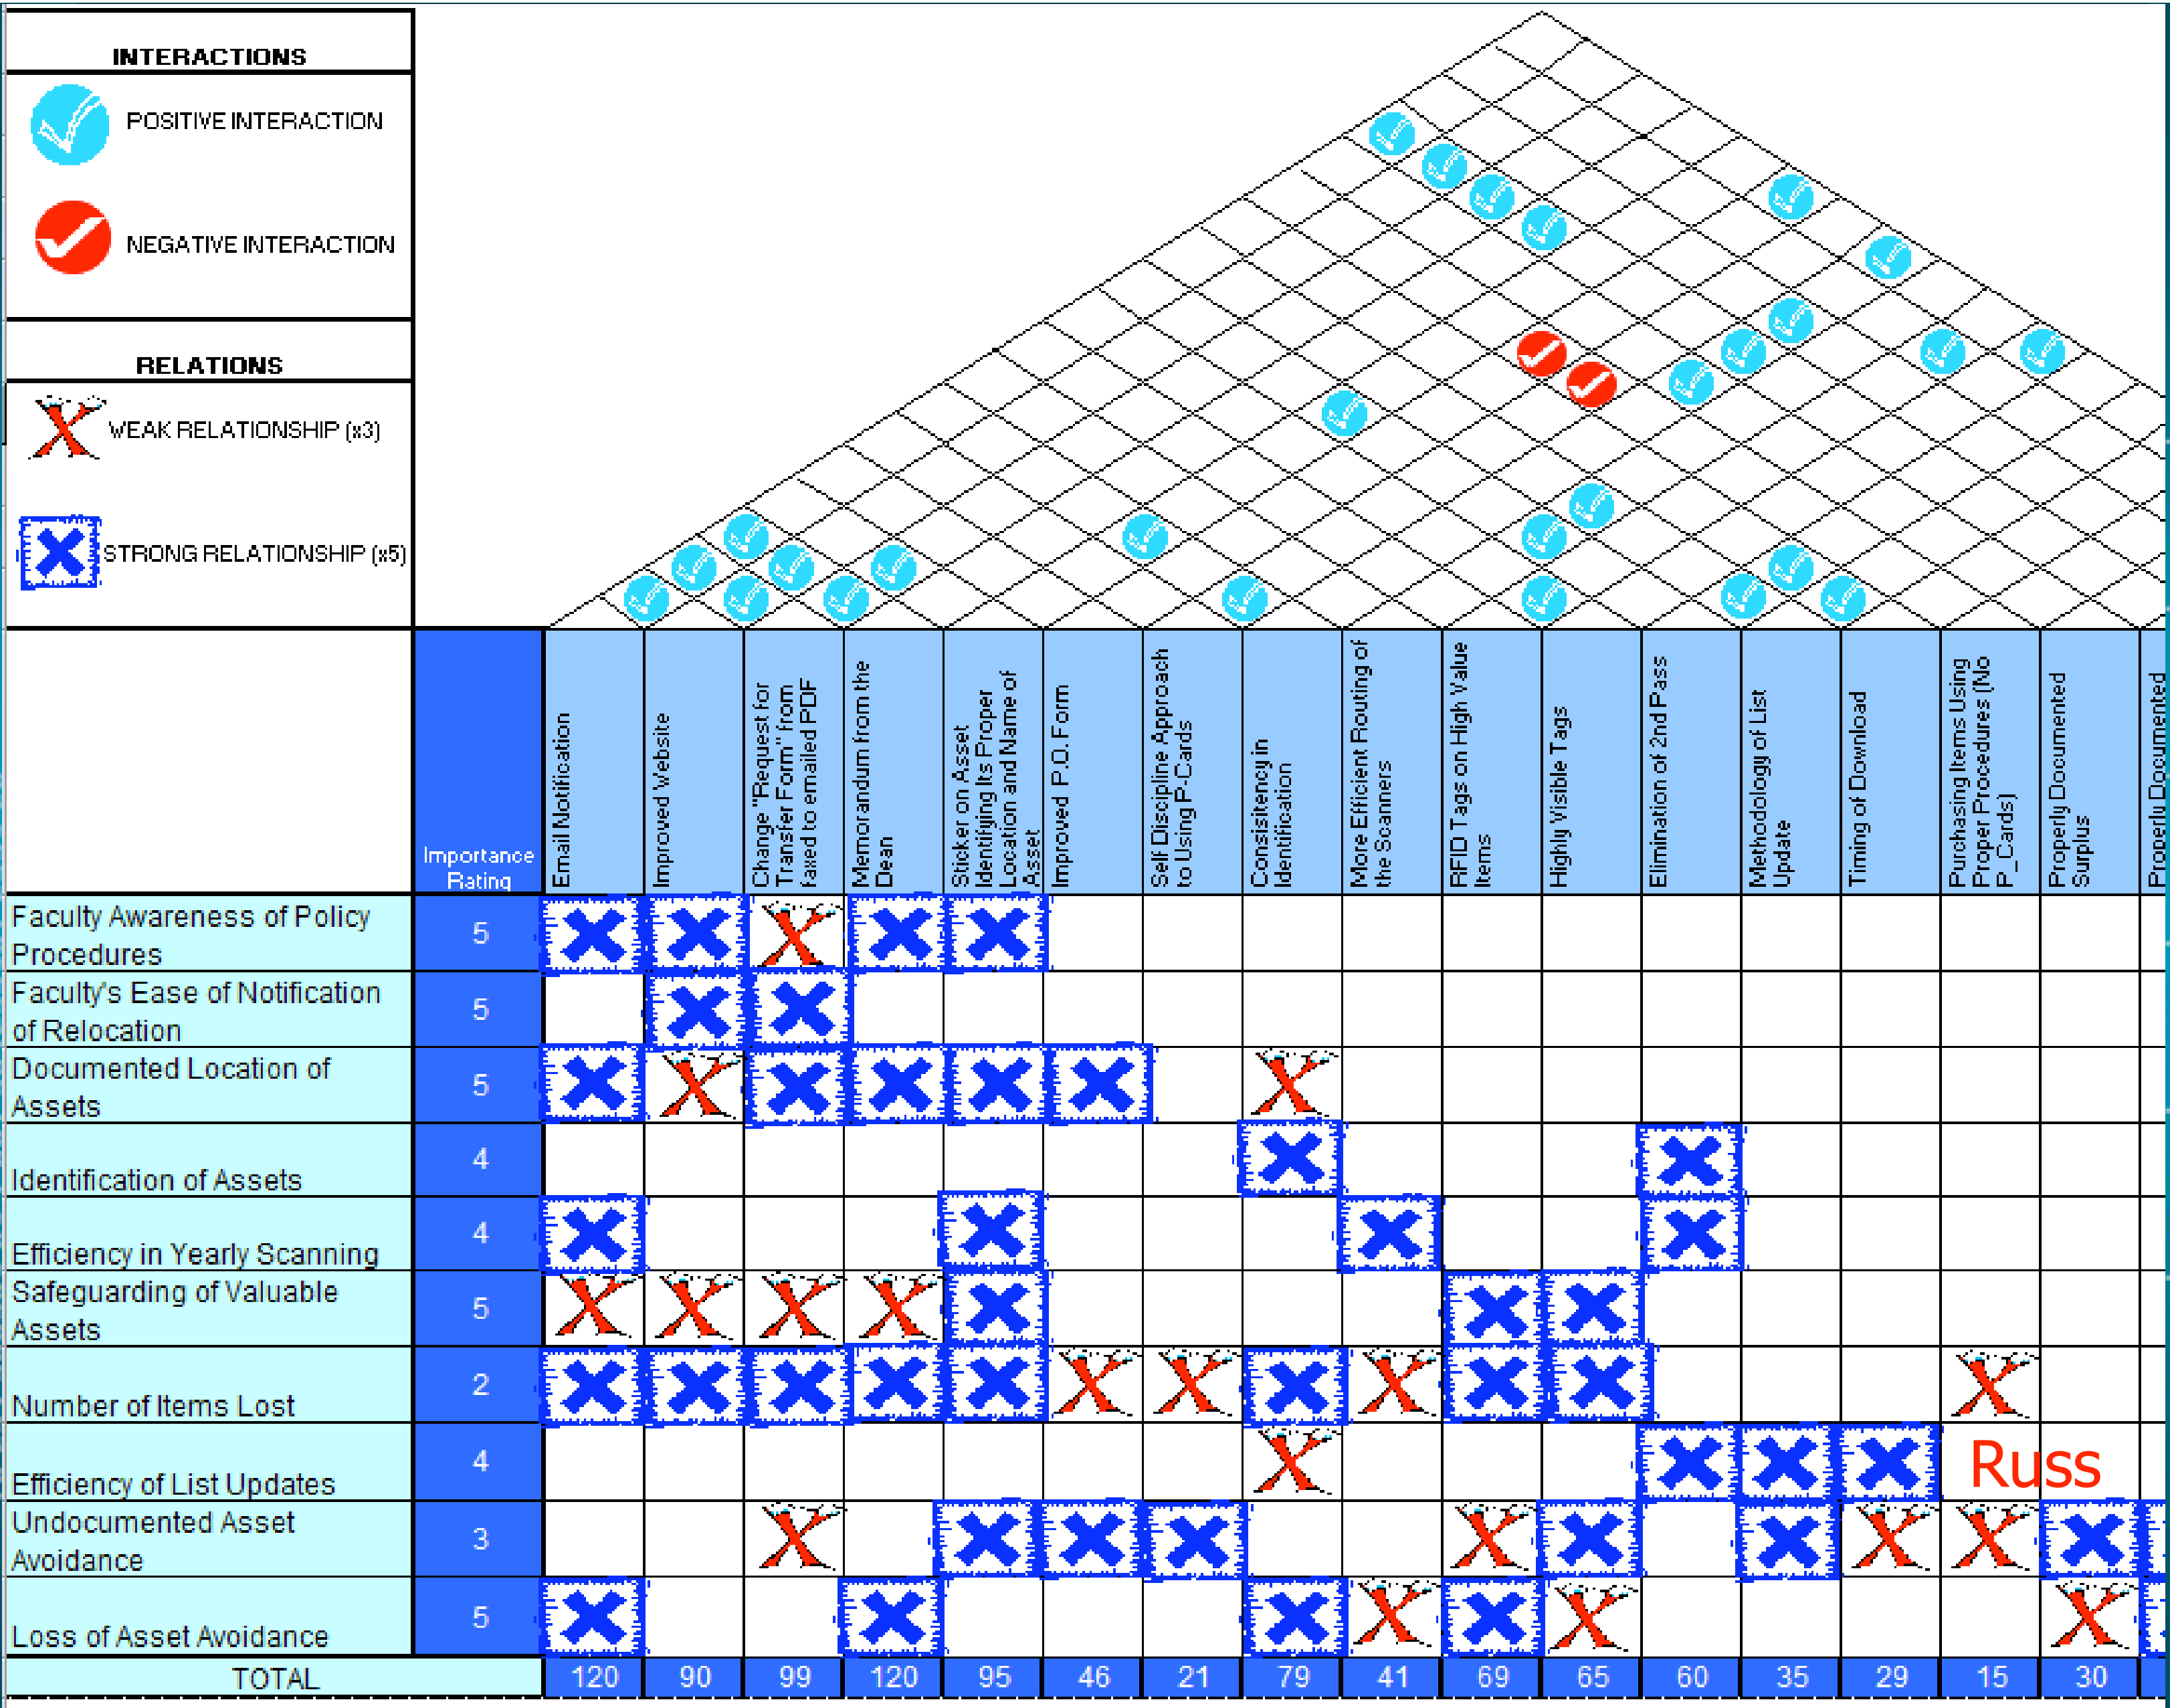 INTERACTIONS
POSITIVE INTERACTION
NEGATIVE INTERACTION
RELATIONS
WEAK RELATIONSHIP (x3)
STRONG RELATIONSHIP (x5)
Importance
Rating
Email Notification
Improved Website
Change "Request for
Transfer Form" from
faxed to emailed PDF
Memorandum from the
Dean
Sticker on Asset
Identifying Its Proper
Location and Name of
Asset
Improved P.O. Form
Self Discipline Approach
to Using P-Cards
Consisitency in
Identification
More Efficient Routing of
the Scanners
RFID Tags on High Value
Items
Highly Visible Tags
Elimination of 2nd Pass
Methodology of List
Update
Timing of Download
Purchasing Items Using
Proper Procedures (No
P_Cards)
Properly Documented
Surplus
Properly Documented
Faculty Awareness of Policy
Procedures
5
Faculty's Ease of Notification
of Relocation
5
Documented Location of
Assets
5
Identification of Assets
4
Efficiency in Yearly Scanning
4
Safeguarding of Valuable
Assets
5
Number of Items Lost
2
Efficiency of List Updates
4
Russ
Undocumented Asset
Avoidance
3
Loss of Asset Avoidance
5
TOTAL 120 90 99 120 95 46 21 79 41 69 65 60 35 29 15 30